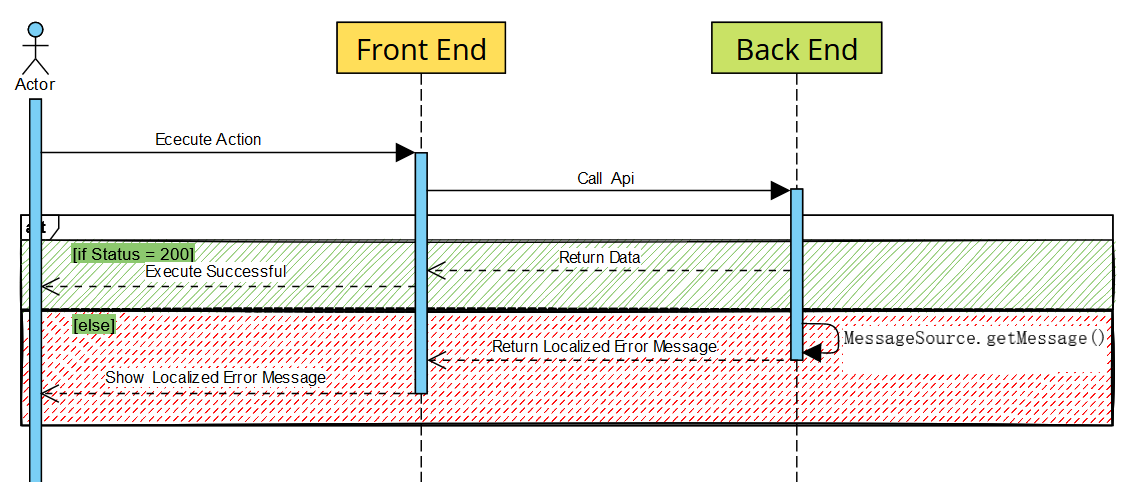 Front End
Back End
Actor
Ececute Action
Call Api
alt
[if Status = 200]
Return Data
Execute Successful
[else]
MessageSource.getMessage()
Return Localized Error Message
Show Localized Error Message